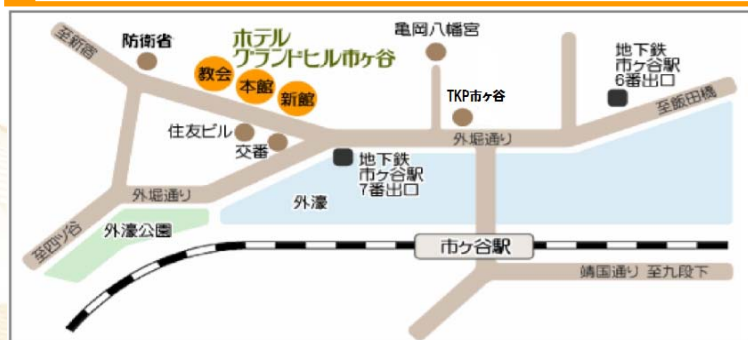 至新宿
防衛省
ホテル
グランドヒル市ヶ谷
教会
本館
新館
亀岡八幡宮
地下鉄
市ヶ谷駅
6番出口
TKP市ヶ谷
至飯田橋
住友ビル
交番
外堀通り
地下鉄
市ヶ谷駅
7番出口
外堀通り
外濠
外濠公園
至四ツ谷
市ヶ谷駅
靖国通り 至九段下